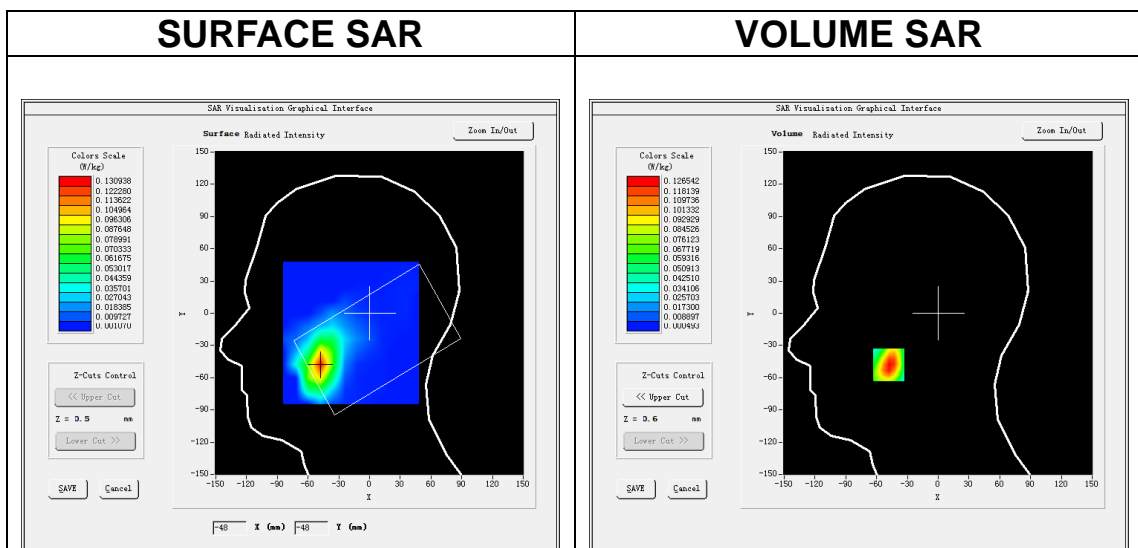 SURFACE SAR
VOLUME SAR
SAR Visualisation Graphical Interface
Surface Radiated Intensity
Zoom In/Out
Colors Scale
(W/kg)
0.130938
0.122280
0.113622
0.104964
0.096306
0.087648
0.078991
0.070333
0.061675
0.053017
0.044359
0.035701
0.027043
0.018385
0.009727
0.001070
150
120
90
60
30
0
-30
-60
-90
-120
-150
Y
-150 -120 -90 -60 -30 0 30 60 90 120 150
X
Z-Cuts Control
<< Upper Cut
Z = 0.5 mm
Lower Cut >>
SAVE Cancel
-48 X (mm) -48 Y (mm)
SAR Visualisation Graphical Interface
Volume Radiated Intensity
Zoom In/Out
Colors Scale
(W/kg)
0.126542
0.118139
0.109736
0.101332
0.092929
0.084526
0.076123
0.067719
0.059316
0.050913
0.042510
0.034106
0.025703
0.017300
0.008897
0.000493
150
120
90
60
30
0
-30
-60
-90
-120
-150
Y
-150 -120 -90 -60 -30 0 30 60 90 120 150
X
Z-Cuts Control
<< Upper Cut
Z = 0.6 mm
Lower Cut >>
SAVE Cancel